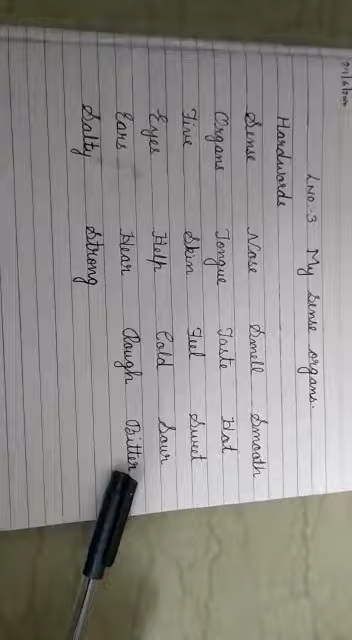 LNO.-3 My Sense organs.
Hardwords
Sense Nose Smell Smooth
Organs Tongue Taste Hot
Five Skin Feel Sweet
Eyes Help Cold Sour
Ears Hear Rough Bitter
Salty Strong